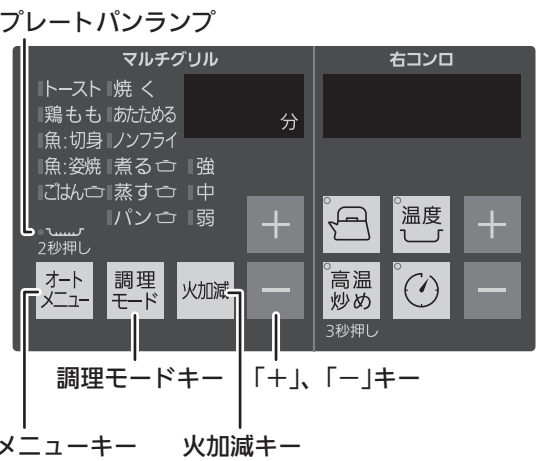 プレートパンランプ
マルチグリル
右コンロ
トースト 焼く
鶏もも あたためる
分
魚:切身 ノンフライ
魚:姿焼 煮る 強
ごはん 蒸す 中
パン 弱
2秒押し
+
温度
+
オートメニュー
調理モード
火加減
−
高温炒め
−
3秒押し
調理モードキー
「+」、「−」キー
メニューキー
火加減キー